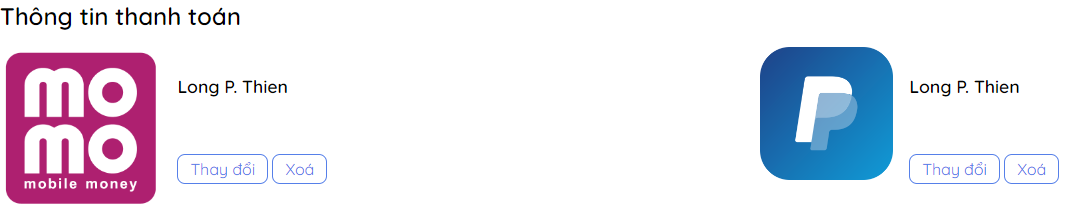 Thông tin thanh toán
mo
mo
mobile money
Long P. Thien
Thay đổi
Xoá
Long P. Thien
Thay đổi
Xoá